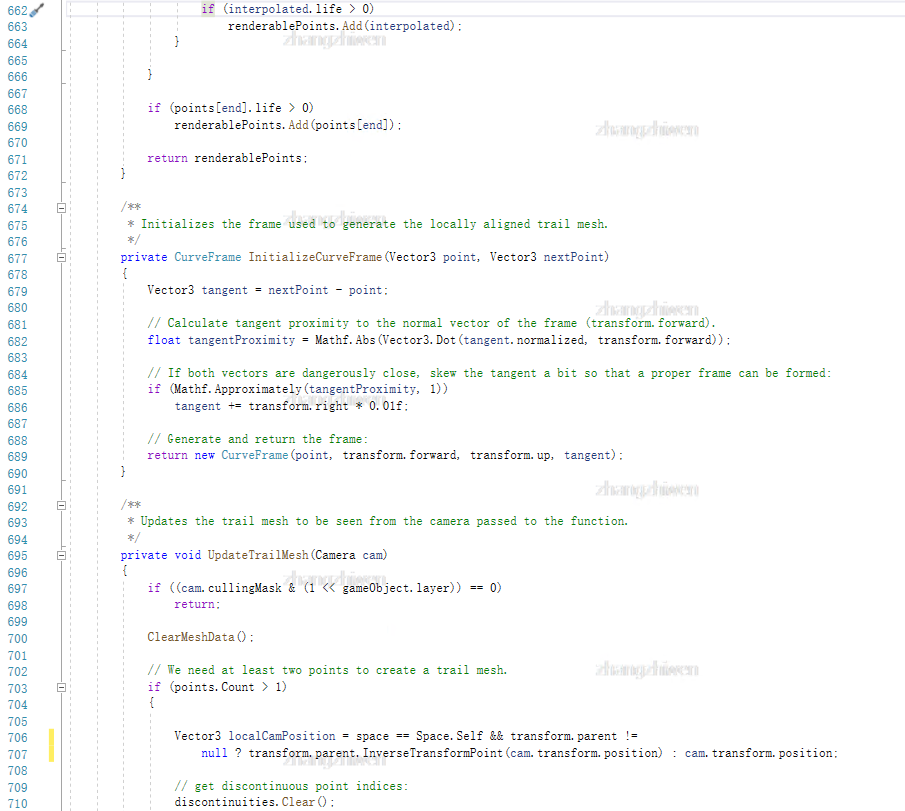 662 if (interpolated.life > 0)
663 renderablePoints.Add(interpolated);
664 }
665
666 }
667
668 if (points[end].life > 0)
669 renderablePoints.Add(points[end]);
670
671 return renderablePoints;
672 }
673
674 /**
675 * Initializes the frame used to generate the locally aligned trail mesh.
676 */
677 private CurveFrame InitializeCurveFrame(Vector3 point, Vector3 nextPoint)
678 {
679 Vector3 tangent = nextPoint - point;
680
681 // Calculate tangent proximity to the normal vector of the frame (transform.forward).
682 float tangentProximity = Mathf.Abs(Vector3.Dot(tangent.normalized, transform.forward));
683
684 // If both vectors are dangerously close, skew the tangent a bit so that a proper frame can be formed:
685 if (Mathf.Approximately(tangentProximity, 1))
686 tangent += transform.right * 0.01f;
687
688 // Generate and return the frame:
689 return new CurveFrame(point, transform.forward, transform.up, tangent);
690 }
691
692 /**
693 * Updates the trail mesh to be seen from the camera passed to the function.
694 */
695 private void UpdateTrailMesh(Camera cam)
696 {
697 if ((cam.cullingMask & (1 << gameObject.layer)) == 0)
698 return;
699
700 ClearMeshData();
701
702 // We need at least two points to create a trail mesh.
703 if (points.Count > 1)
704 {
705
706 Vector3 localCamPosition = space == Space.Self && transform.parent !=
707 null ? transform.parent.InverseTransformPoint(cam.transform.position) : cam.transform.position;
708
709 // get discontinuous point indices:
710 discontinuities.Clear();
zhangzhiwen
zhangzhiwen
zhangzhiwen
zhangzhiwen
zhangzhiwen
zhangzhiwen
zhangzhiwen
zhangzhiwen
zhangzhiwen